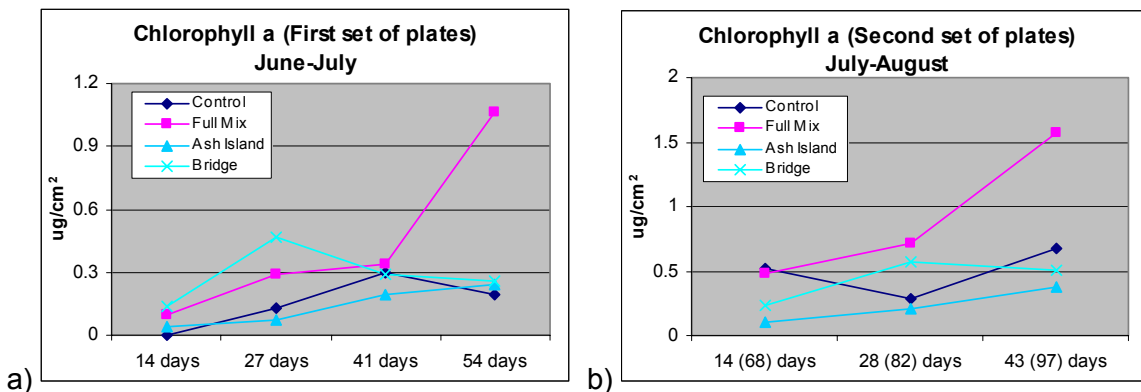 Chlorophyll a (First set of plates)
June-July
1.2
0.9
0.6
0.3
0
ug/cm²
Control
Full Mix
Ash Island
Bridge
14 days
27 days
41 days
54 days
a)
Chlorophyll a (Second set of plates)
July-August
2
1.5
1
0.5
0
ug/cm²
Control
Full Mix
Ash Island
Bridge
14 (68) days
28 (82) days
43 (97) days
b)